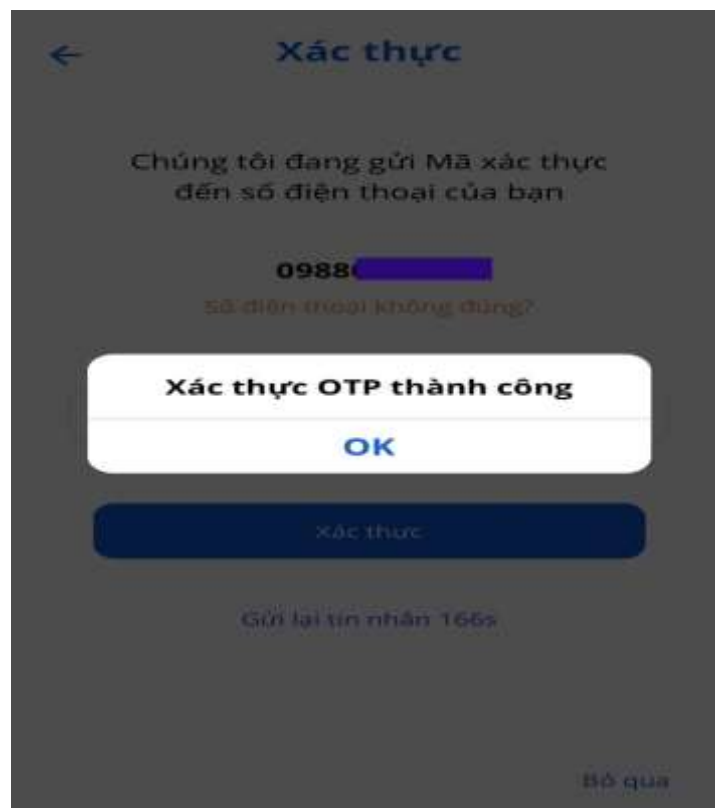 Xác thực
Chúng tôi đang gửi Mã xác thực
đến số điện thoại của bạn
0988
Số điện thoại không đúng?
Xác thực OTP thành công
OK
Xác thực
Gửi lại tin nhắn 166s
Bỏ qua